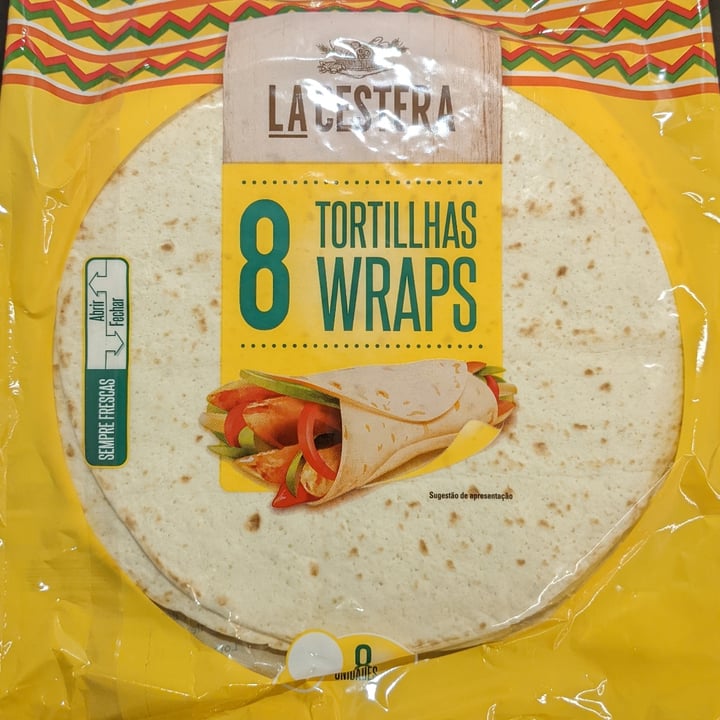 LA CESTERA
8 TORTILLHAS
WRAPS
Abrir
Fechar
SEMPRE FRESCAS
Sugestão de apresentação
8
UNIDADES